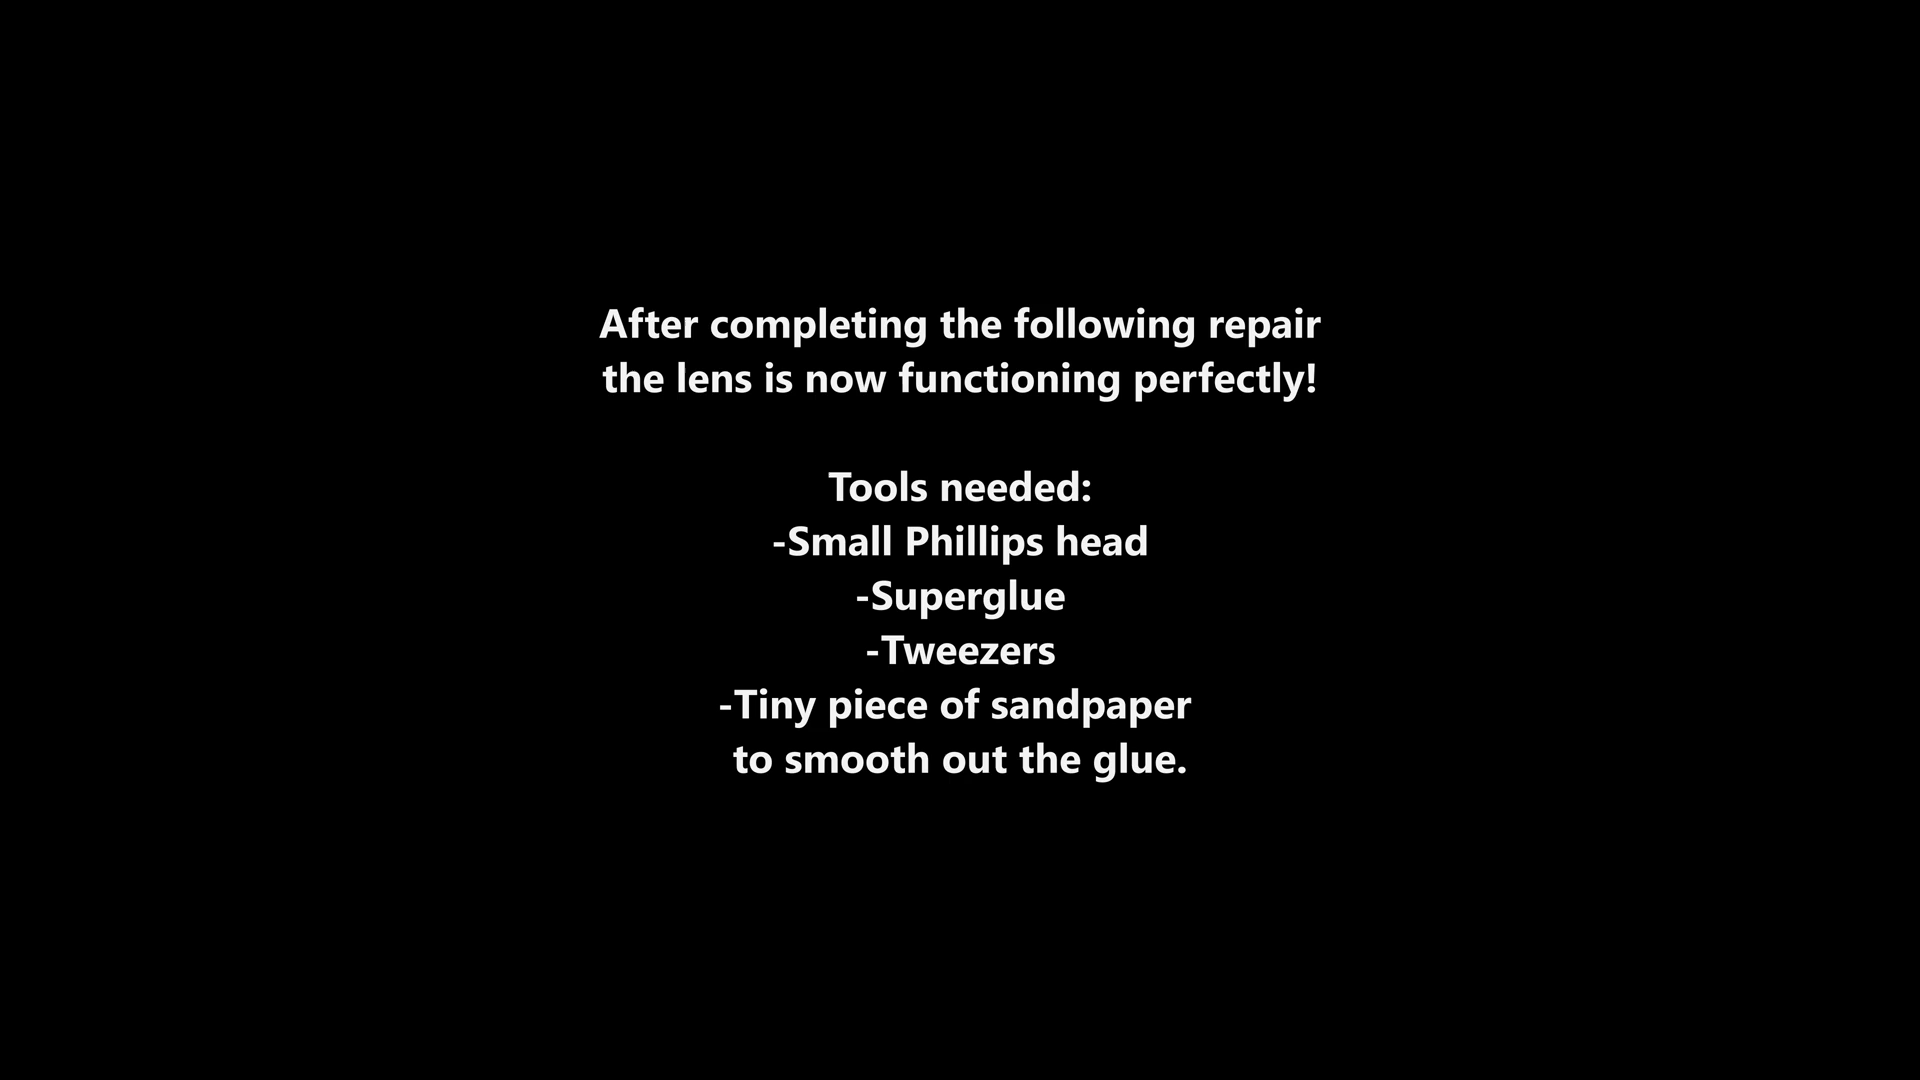 After completing the following repair
the lens is now functioning perfectly!
Tools needed:
-Small Phillips head
-Superglue
-Tweezers
-Tiny piece of sandpaper
to smooth out the glue.